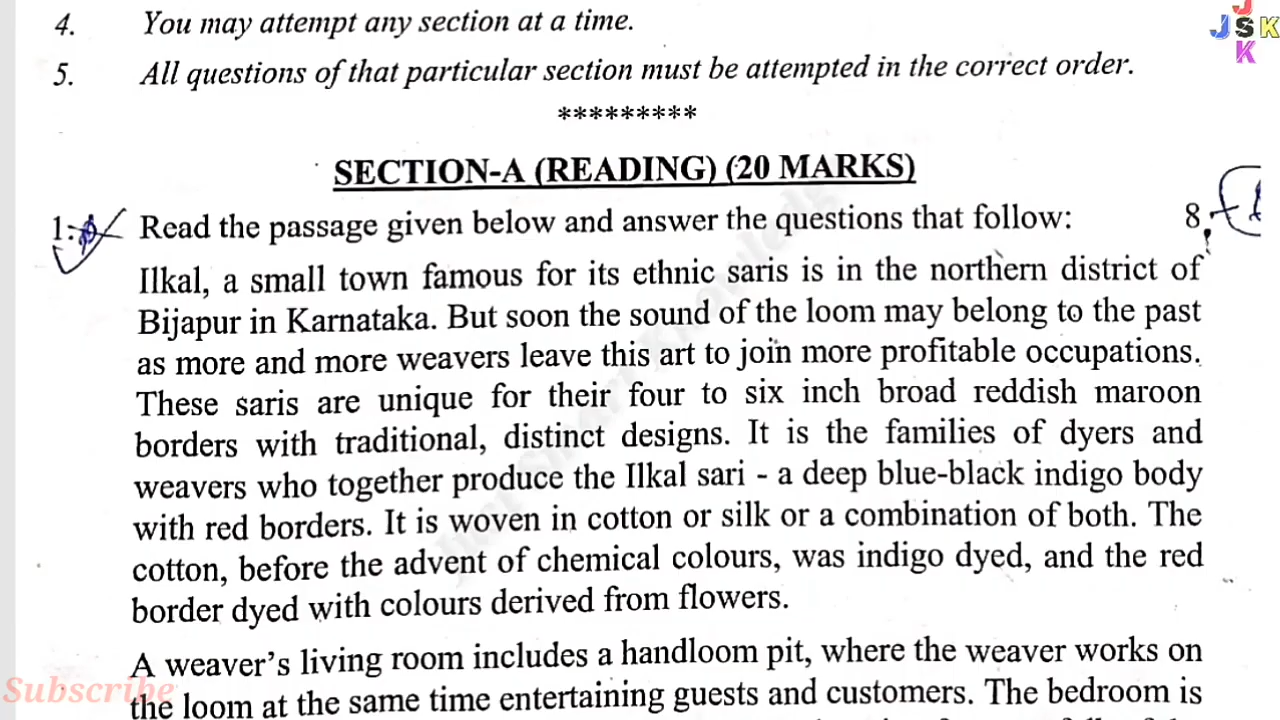 4. You may attempt any section at a time.
5. All questions of that particular section must be attempted in the correct order.
*********
SECTION-A (READING) (20 MARKS)
1: Read the passage given below and answer the questions that follow: 8
Ilkal, a small town famous for its ethnic saris is in the northern district of
Bijapur in Karnataka. But soon the sound of the loom may belong to the past
as more and more weavers leave this art to join more profitable occupations.
These saris are unique for their four to six inch broad reddish maroon
borders with traditional, distinct designs. It is the families of dyers and
weavers who together produce the Ilkal sari - a deep blue-black indigo body
with red borders. It is woven in cotton or silk or a combination of both. The
cotton, before the advent of chemical colours, was indigo dyed, and the red
border dyed with colours derived from flowers.
A weaver's living room includes a handloom pit, where the weaver works on
the loom at the same time entertaining guests and customers. The bedroom is
Subscribe
J
JSK
K